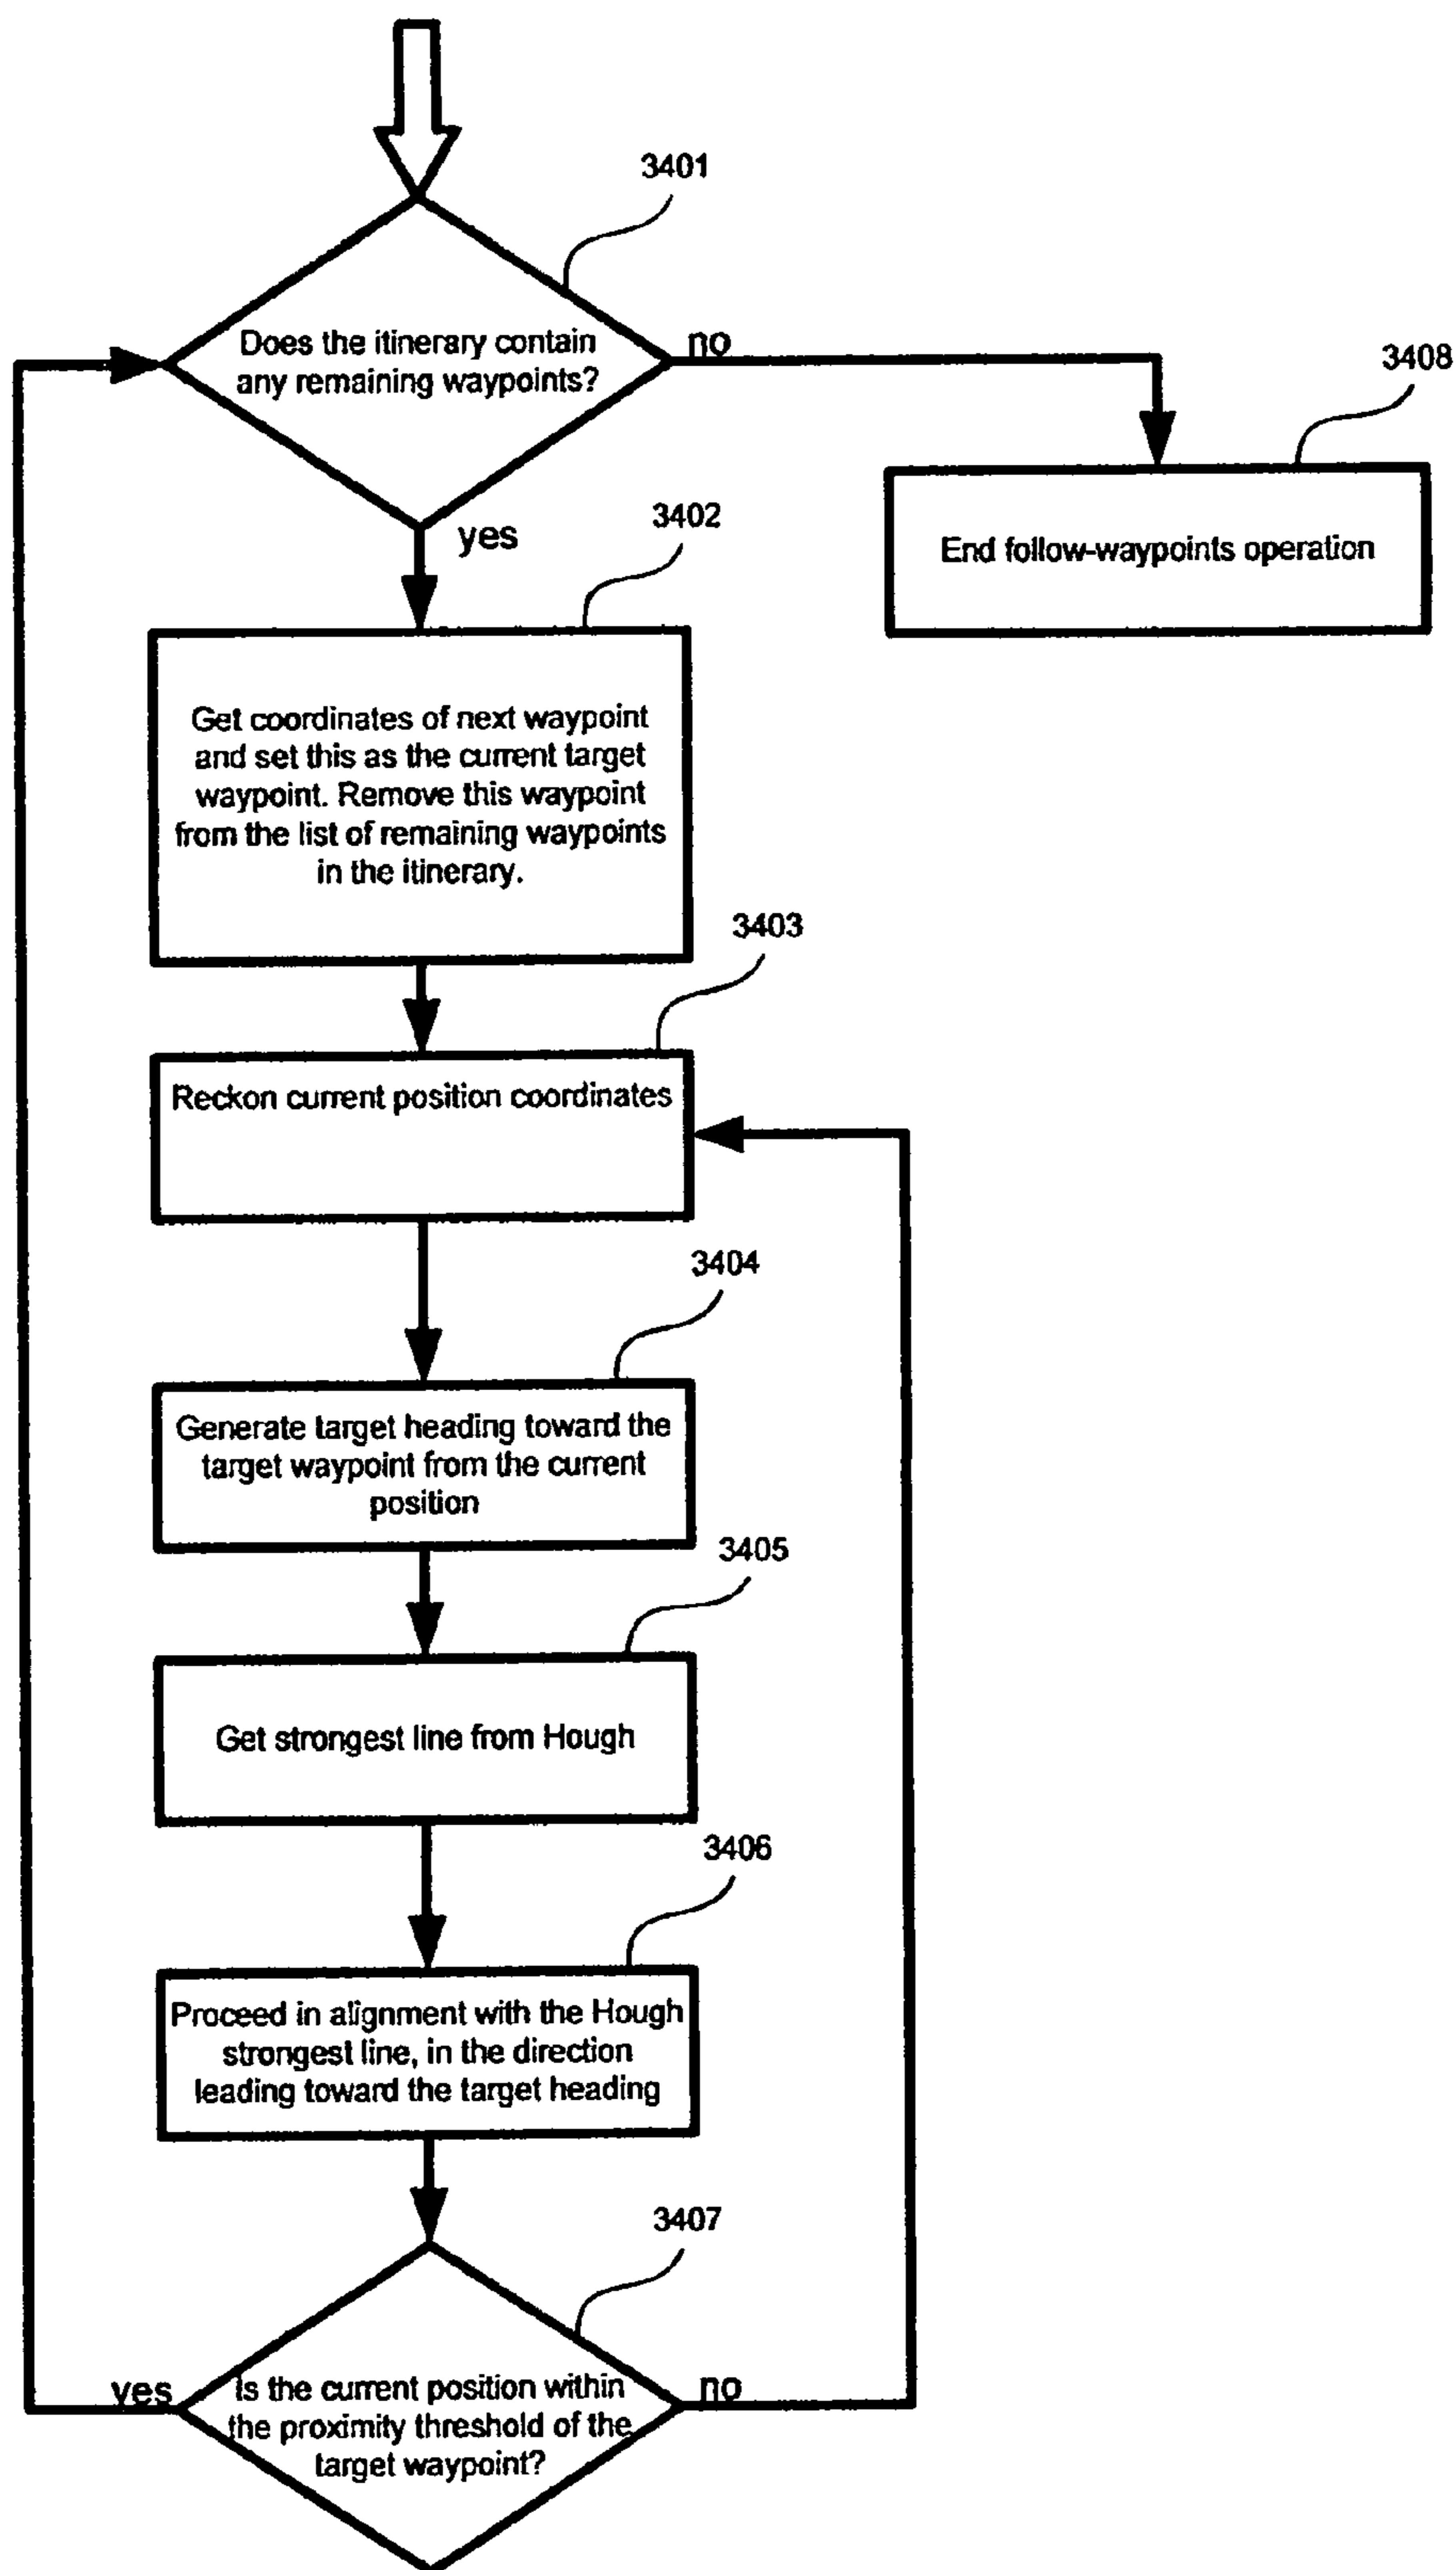 3401
Does the itinerary contain
any remaining waypoints?
no
3408
End follow-waypoints operation
yes
3402
Get coordinates of next waypoint
and set this as the current target
waypoint. Remove this waypoint
from the list of remaining waypoints
in the itinerary.
3403
Reckon current position coordinates
3404
Generate target heading toward the
target waypoint from the current
position
3405
Get strongest line from Hough
3406
Proceed in alignment with the Hough
strongest line, in the direction
leading toward the target heading
3407
yes
Is the current position within
the proximity threshold of the
target waypoint?
no